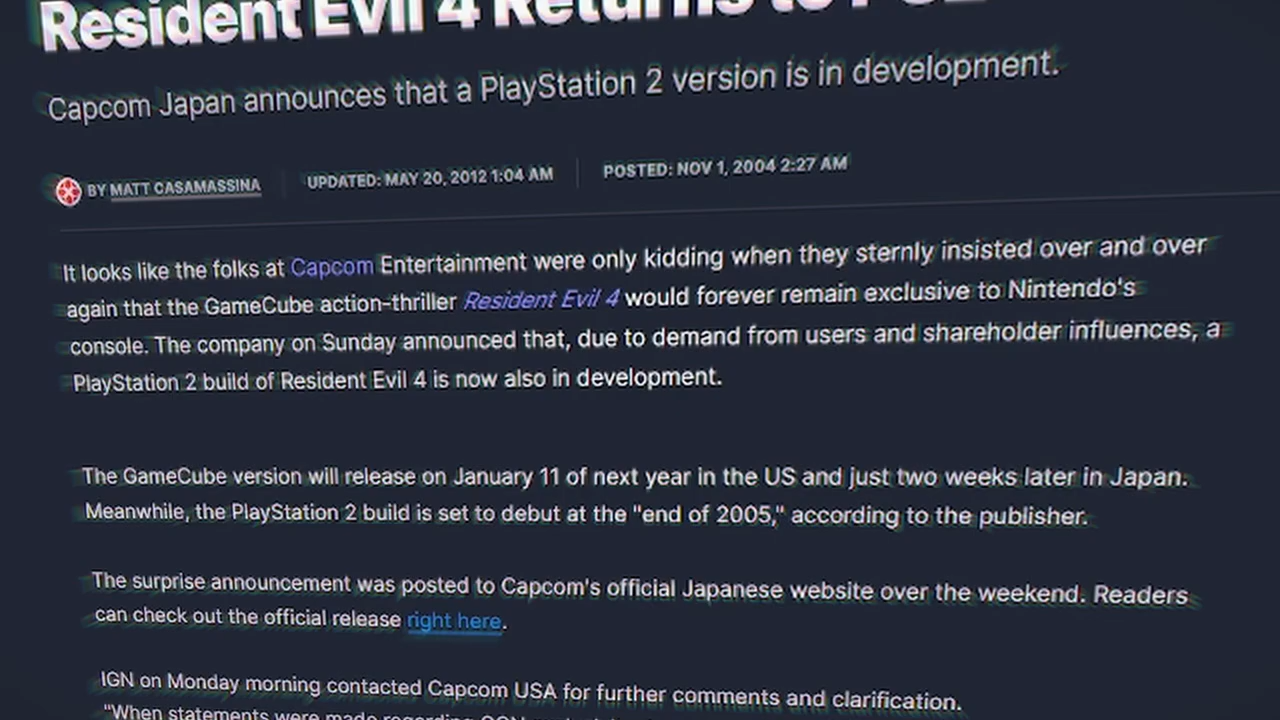 Resident Evil 4 Returns to
Capcom Japan announces that a PlayStation 2 version is in development.
BY MATT CASAMASSINA UPDATED: MAY 20, 2012 1:04 AM POSTED: NOV 1, 2004 2:27 AM
It looks like the folks at Capcom Entertainment were only kidding when they sternly insisted over and over
again that the GameCube action-thriller Resident Evil 4 would forever remain exclusive to Nintendo's
console. The company on Sunday announced that, due to demand from users and shareholder influences, a
PlayStation 2 build of Resident Evil 4 is now also in development.
The GameCube version will release on January 11 of next year in the US and just two weeks later in Japan.
Meanwhile, the PlayStation 2 build is set to debut at the "end of 2005," according to the publisher.
The surprise announcement was posted to Capcom's official Japanese website over the weekend. Readers
can check out the official release right here.
IGN on Monday morning contacted Capcom USA for further comments and clarification.
"When statements were made regarding